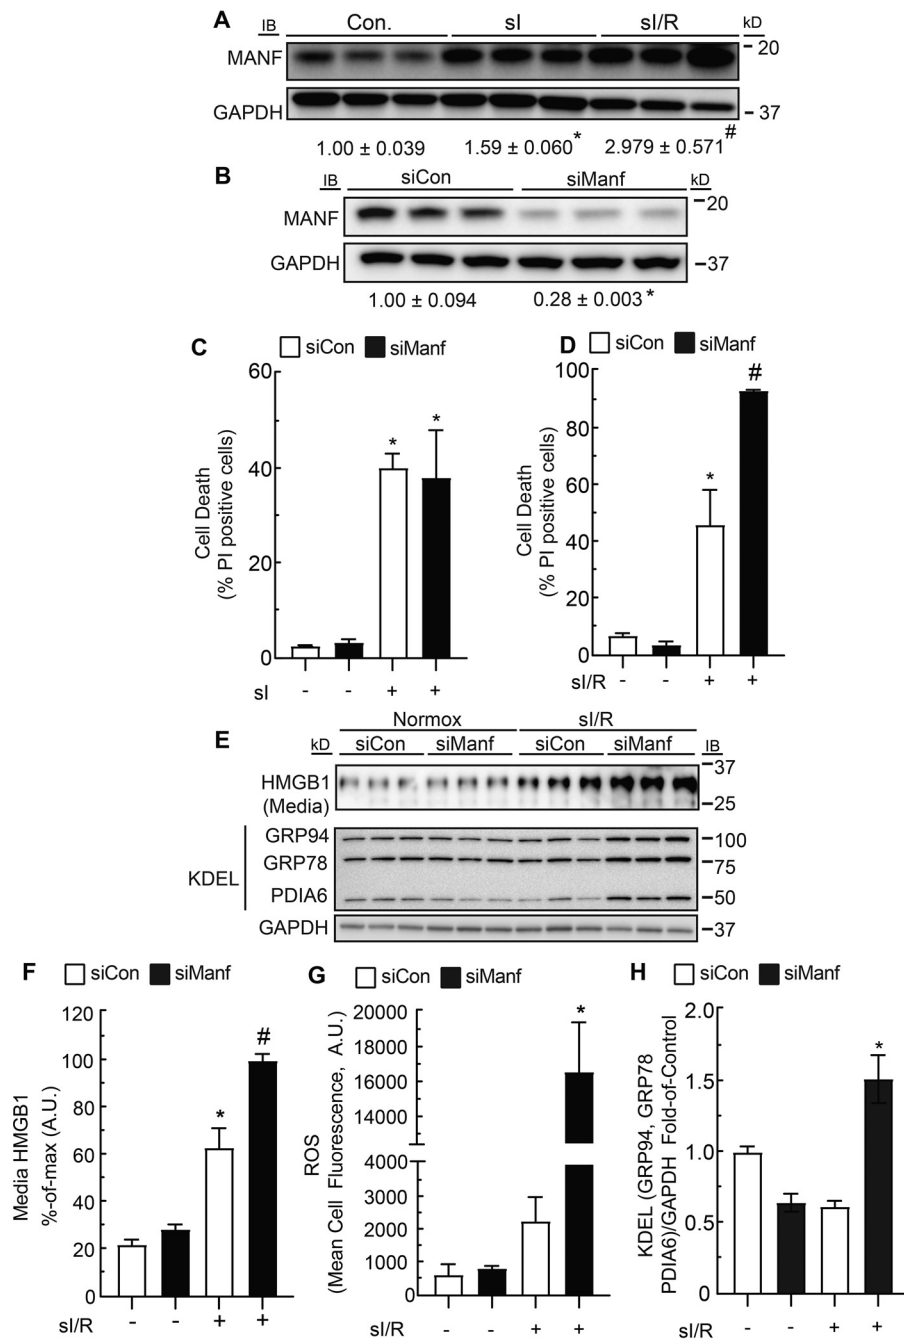 A IB Con. sI sI/R kD
MANF - 20
GAPDH - 37
1.00 ± 0.039 1.59 ± 0.060* 2.979 ± 0.571#
B IB siCon siManf kD
MANF -20
GAPDH -37
1.00 ± 0.094 0.28 ± 0.003*
C siCon siManf
60
40
20
0
Cell Death
(% PI positive cells)
* *
sI - - + +
D siCon siManf
100
80
60
40
20
0
Cell Death
(% PI positive cells)
* #
sI/R - - + +
E Normox sI/R
kD siCon siManf siCon siManf IB
HMGB1
(Media)
-37
-25
KDEL
GRP94 -100
GRP78 -75
PDIA6 -50
GAPDH -37
F siCon siManf
120
100
80
60
40
20
0
Media HMGB1
%-of-max (A.U.)
* #
sI/R - - + +
G siCon siManf
20000
18000
16000
14000
4000
3000
2000
1000
0
ROS
(Mean Cell Fluorescence, A.U.)
*
sI/R - - + +
H siCon siManf
2.0
1.5
1.0
0.5
0
KDEL (GRP94, GRP78
PDIA6)/GAPDH Fold-of-Control
*
sI/R - - + +